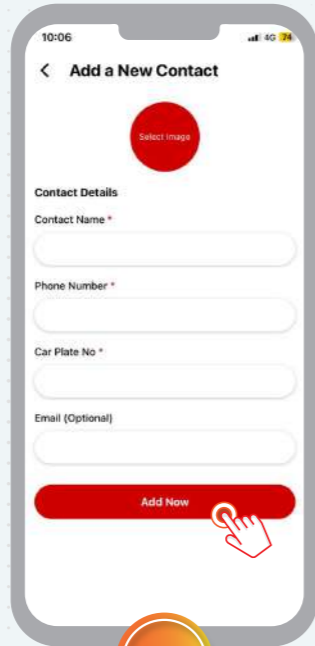 10:06
4G 74
Add a New Contact
Select Image
Contact Details
Contact Name *
Phone Number *
Car Plate No *
Email (Optional)
Add Now